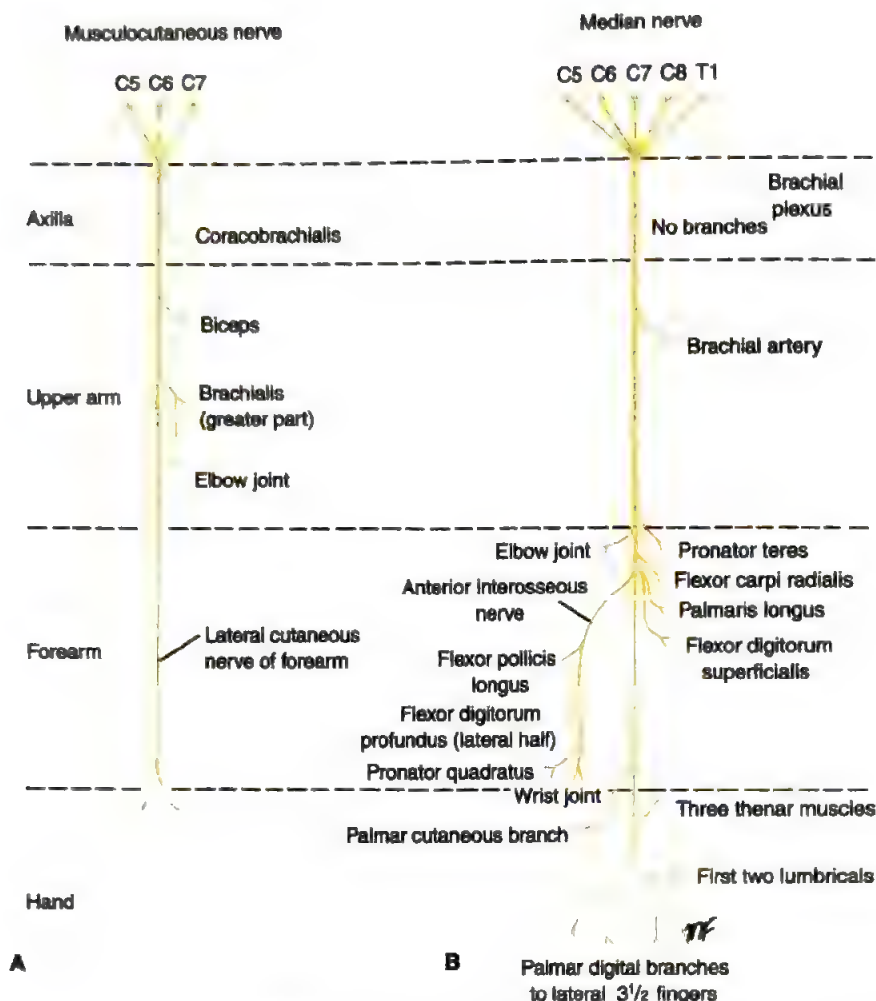 Musculocutaneous nerve
C5 C6 C7
Axilla
Coracobrachialis
Biceps
Upper arm
Brachialis
(greater part)
Elbow joint
Forearm
Lateral cutaneous
nerve of forearm
Hand
A
Median nerve
C5 C6 C7 C8 T1
Brachial
plexus
No branches
Brachial artery
Elbow joint
Pronator teres
Anterior interosseous
nerve
Flexor carpi radialis
Palmaris longus
Flexor digitorum
superficialis
Flexor pollicis
longus
Flexor digitorum
profundus (lateral half)
Pronator quadratus
Wrist joint
Three thenar muscles
Palmar cutaneous branch
First two lumbricals
B
Palmar digital branches
to lateral 3 1/2 fingers